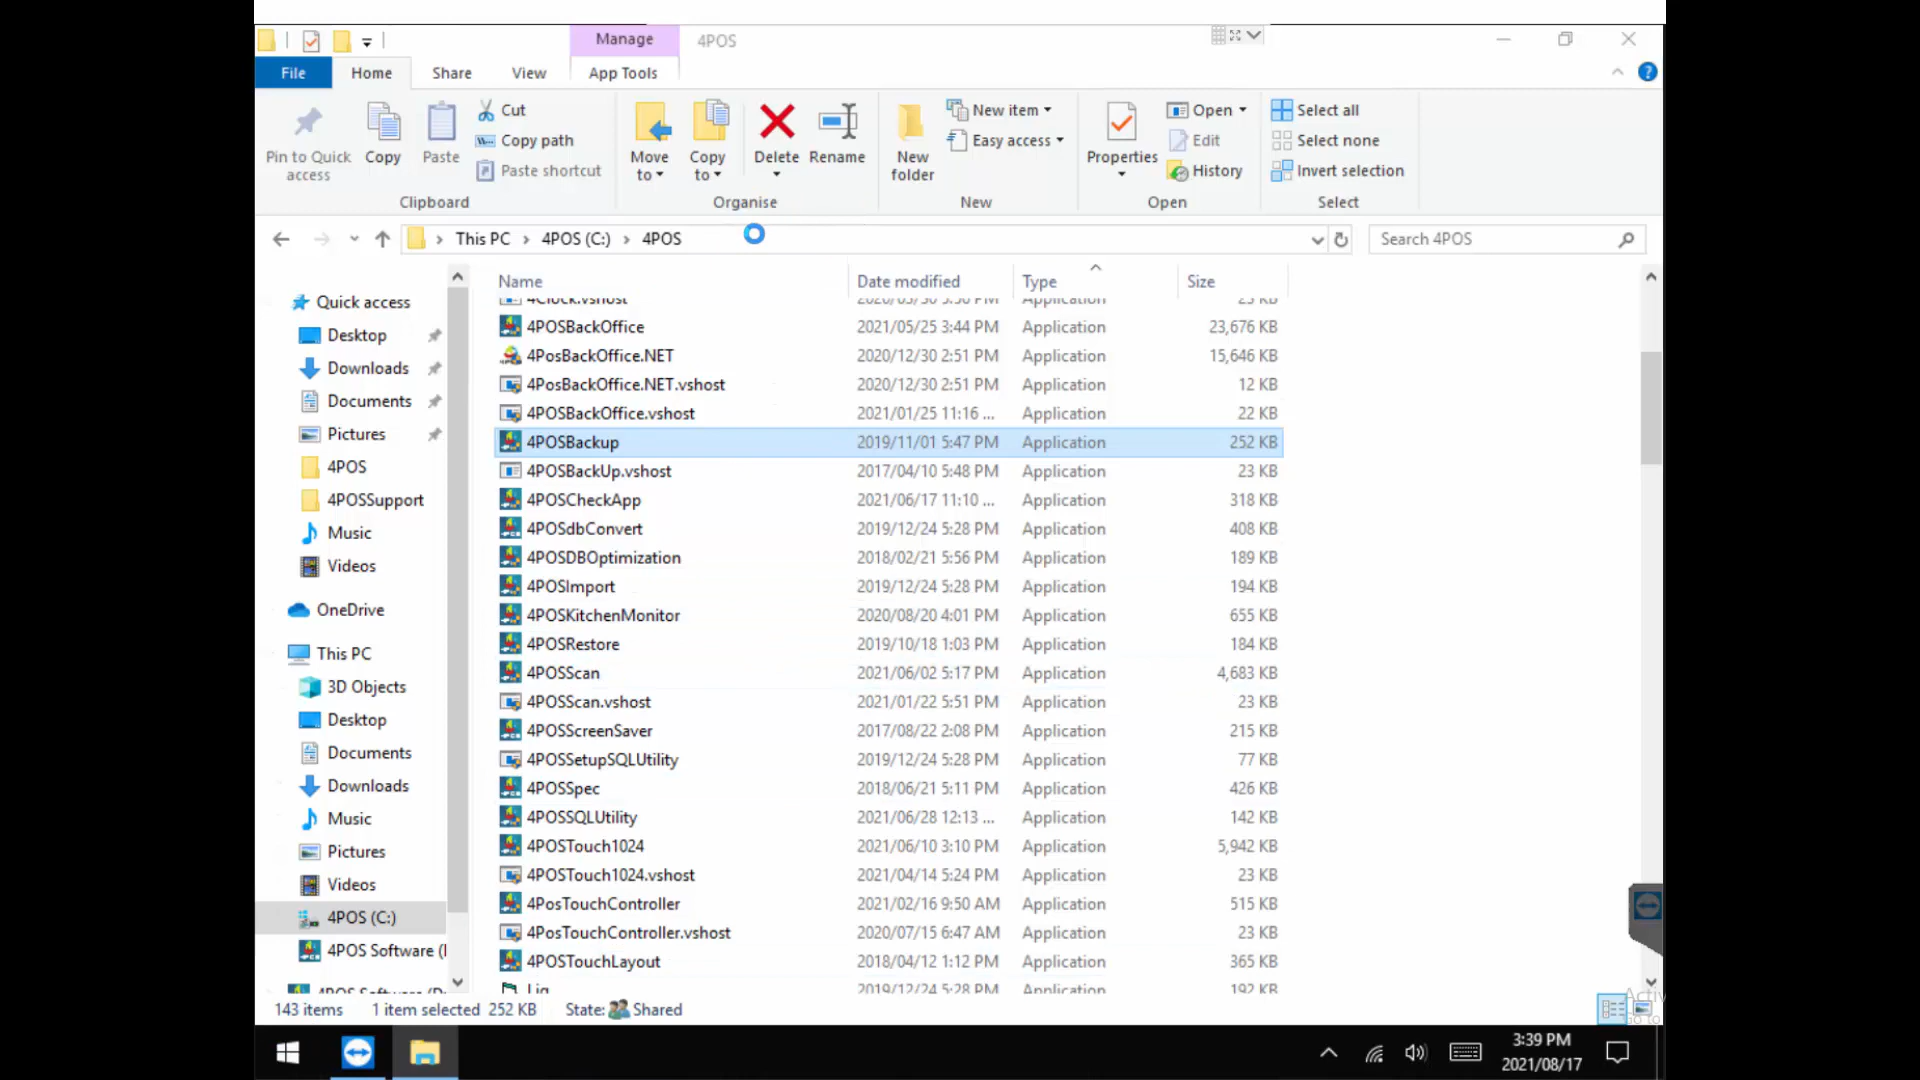 Manage
4POS
File
Home
Share
View
App Tools
Pin to Quick access
Copy
Paste
Cut
Copy path
Paste shortcut
Clipboard
Move to
Copy to
Delete
Rename
Organise
New folder
New item
Easy access
New
Properties
Open
Edit
History
Open
Select all
Select none
Invert selection
Select
This PC > 4POS (C:) > 4POS
Search 4POS
Quick access
Desktop
Downloads
Documents
Pictures
4POS
4POSSupport
Music
Videos
OneDrive
This PC
3D Objects
Desktop
Documents
Downloads
Music
Pictures
Videos
4POS (C:)
4POS Software (
Name Date modified Type Size
4Clock.vshost Application 23 KB
4POSBackOffice 2021/05/25 3:44 PM Application 23,676 KB
4PosBackOffice.NET 2020/12/30 2:51 PM Application 15,646 KB
4PosBackOffice.NET.vshost 2020/12/30 2:51 PM Application 12 KB
4POSBackOffice.vshost 2021/01/25 11:16 ... Application 22 KB
4POSBackup 2019/11/01 5:47 PM Application 252 KB
4POSBackUp.vshost 2017/04/10 5:48 PM Application 23 KB
4POSCheckApp 2021/06/17 11:10 ... Application 318 KB
4POSdbConvert 2019/12/24 5:28 PM Application 408 KB
4POSDBOptimization 2018/02/21 5:56 PM Application 189 KB
4POSImport 2019/12/24 5:28 PM Application 194 KB
4POSKitchenMonitor 2020/08/20 4:01 PM Application 655 KB
4POSRestore 2019/10/18 1:03 PM Application 184 KB
4POSScan 2021/06/02 5:17 PM Application 4,683 KB
4POSScan.vshost 2021/01/22 5:51 PM Application 23 KB
4POSScreenSaver 2017/08/22 2:08 PM Application 215 KB
4POSSetupSQLUtility 2019/12/24 5:28 PM Application 77 KB
4POSSpec 2018/06/21 5:11 PM Application 426 KB
4POSSQLUtility 2021/06/28 12:13 ... Application 142 KB
4POSTouch1024 2021/06/10 3:10 PM Application 5,942 KB
4POSTouch1024.vshost 2021/04/14 5:24 PM Application 23 KB
4PosTouchController 2021/02/16 9:50 AM Application 515 KB
4PosTouchController.vshost 2020/07/15 6:47 AM Application 23 KB
4POSTouchLayout 2018/04/12 1:12 PM Application 365 KB
2019/12/24 5:28 PM Application 192 KB
143 items 1 item selected 252 KB State: Shared
3:39 PM
2021/08/17